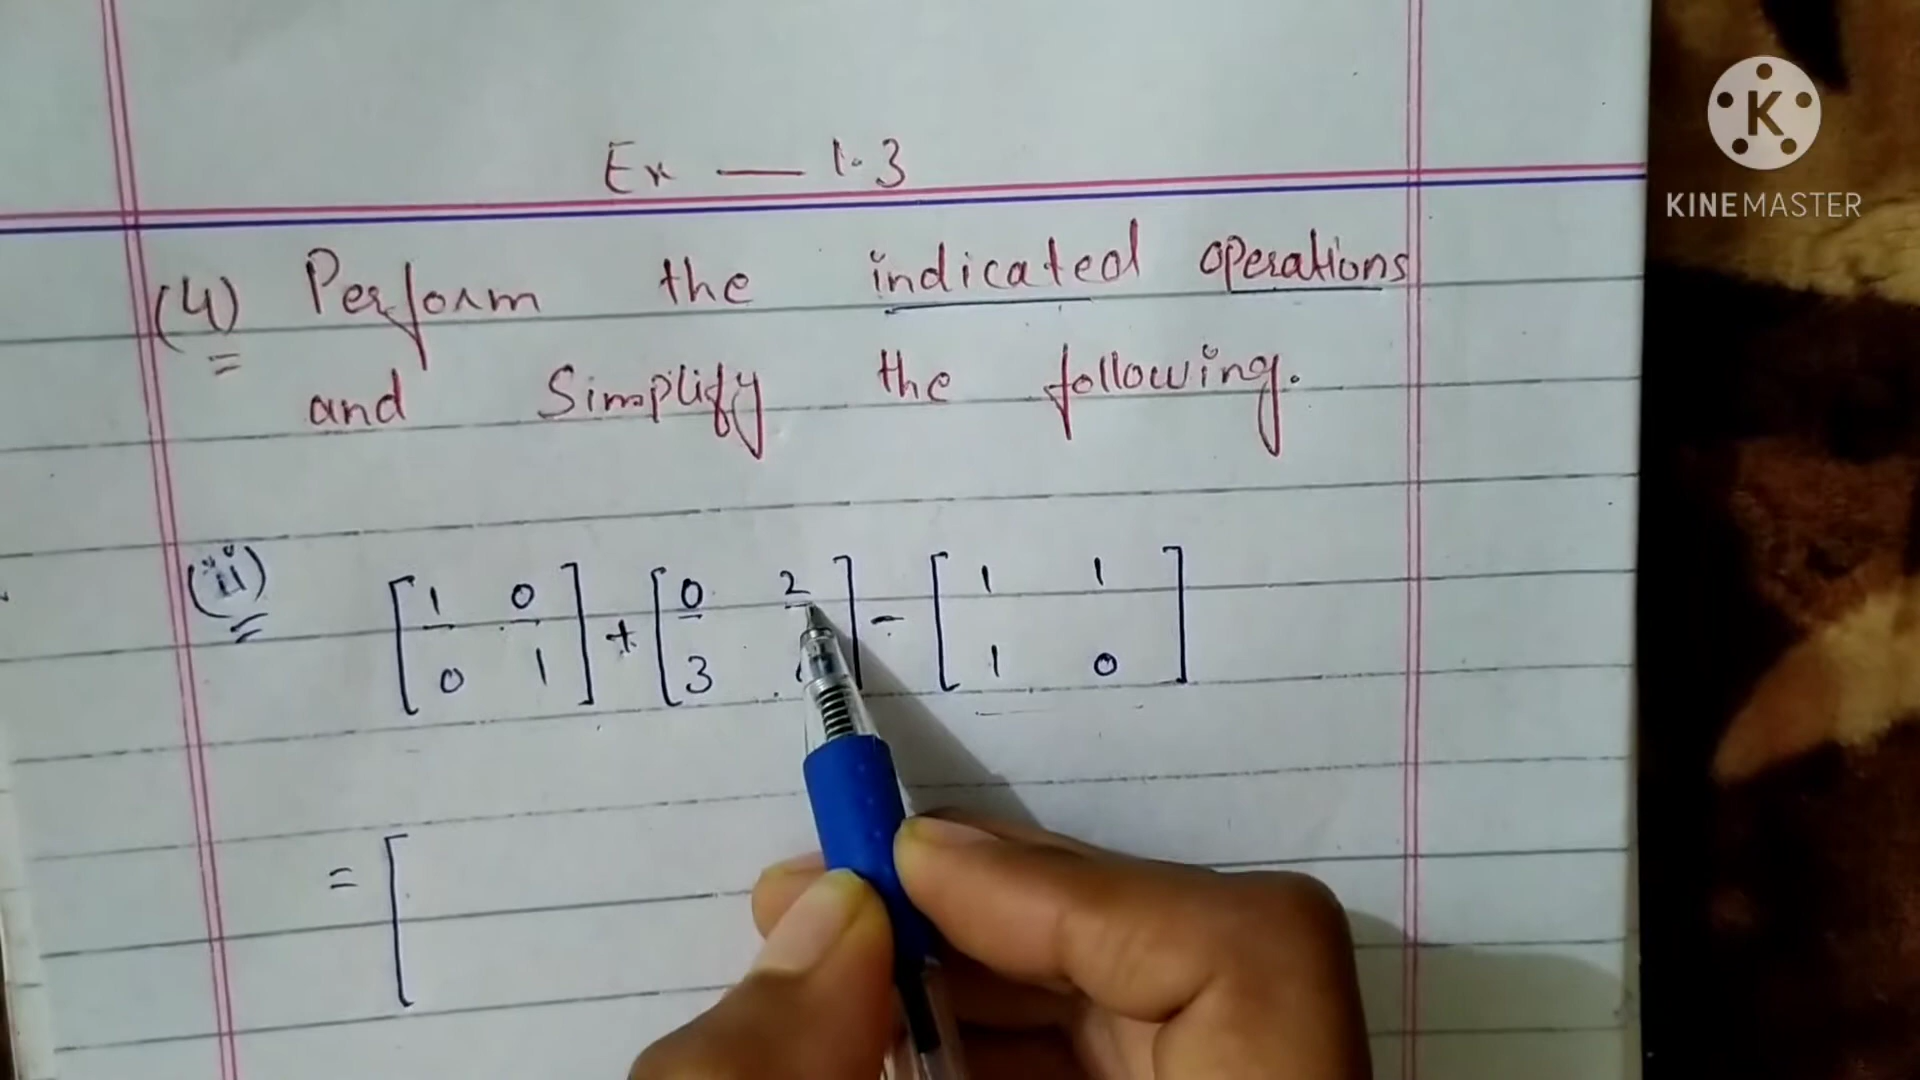 Ex — 1.3
(4) Perform the indicated operations
and Simplify the following.
(ii) [1 0] + [0 2] - [1 1]
[0 1] [3 ] [1 0]
= [
K
KINEMASTER